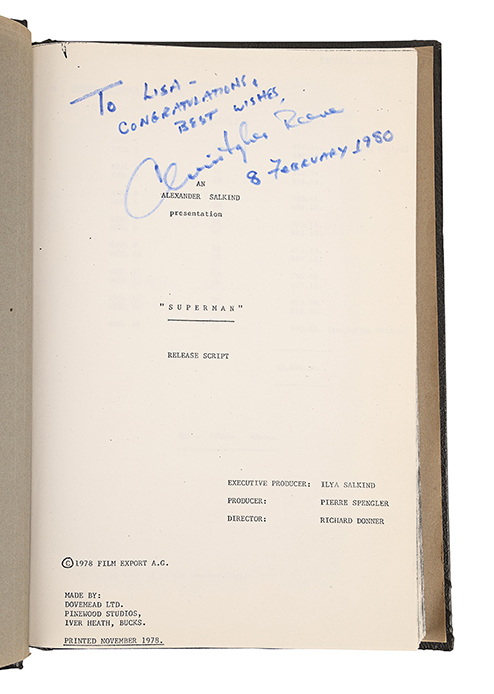 To LISA -
CONGRATULATIONS,
BEST WISHES,
Christopher Reeve
8 FEBRUARY 1980
AN
ALEXANDER SALKIND
presentation
"SUPERMAN"
RELEASE SCRIPT
EXECUTIVE PRODUCER: ILYA SALKIND
PRODUCER: PIERRE SPENGLER
DIRECTOR: RICHARD DONNER
©1978 FILM EXPORT A.G.
MADE BY:
DOVEMEAD LTD.
PINEWOOD STUDIOS,
IVER HEATH, BUCKS.
PRINTED NOVEMBER 1978.